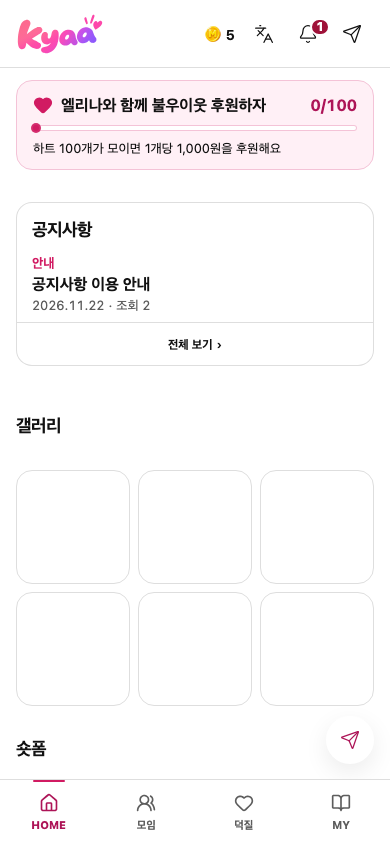 kyaa
5
1
엘리나와 함께 불우이웃 후원하자
0/100
하트 100개가 모이면 1개당 1,000원을 후원해요
공지사항
안내
공지사항 이용 안내
2026.11.22 · 조회 2
전체 보기 ›
갤러리
숏폼
HOME
모임
덕질
MY